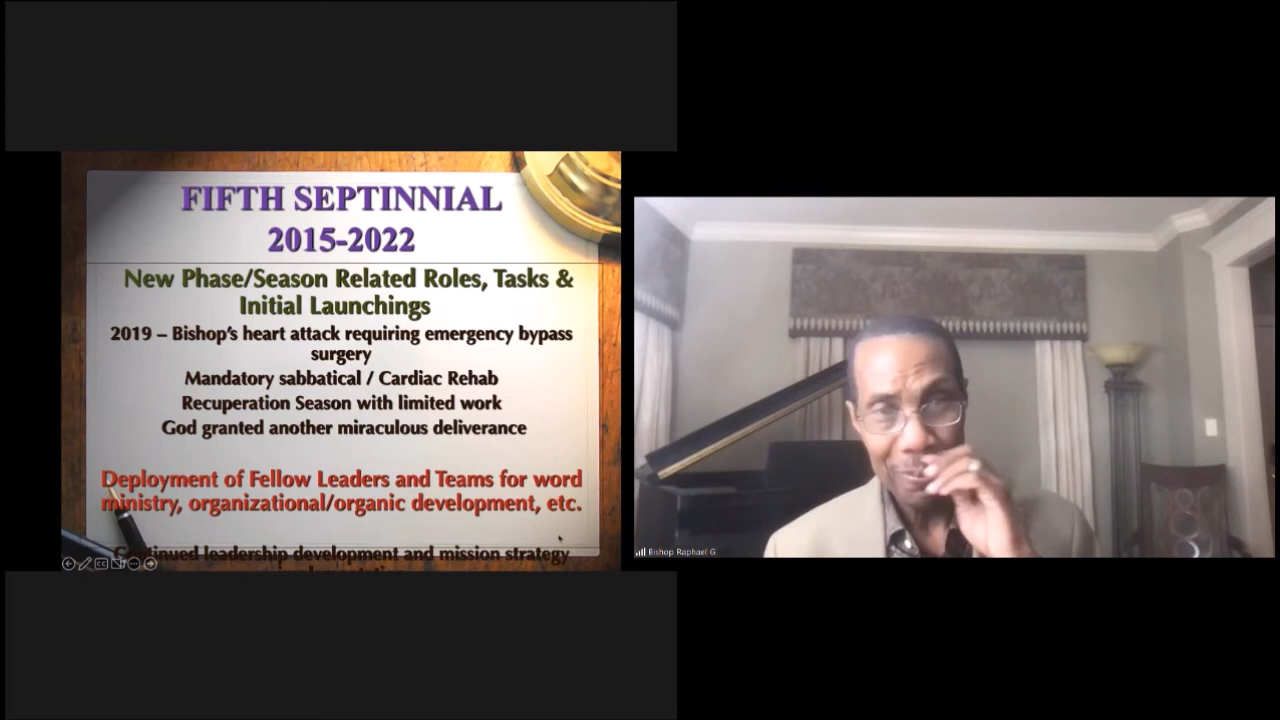 FIFTH SEPTINNIAL
2015-2022
New Phase/Season Related Roles, Tasks &
Initial Launchings
2019 – Bishop's heart attack requiring emergency bypass
surgery
Mandatory sabbatical / Cardiac Rehab
Recuperation Season with limited work
God granted another miraculous deliverance
Deployment of Fellow Leaders and Teams for word
ministry, organizational/organic development, etc.
Continued leadership development and mission strategy
Bishop Raphael G